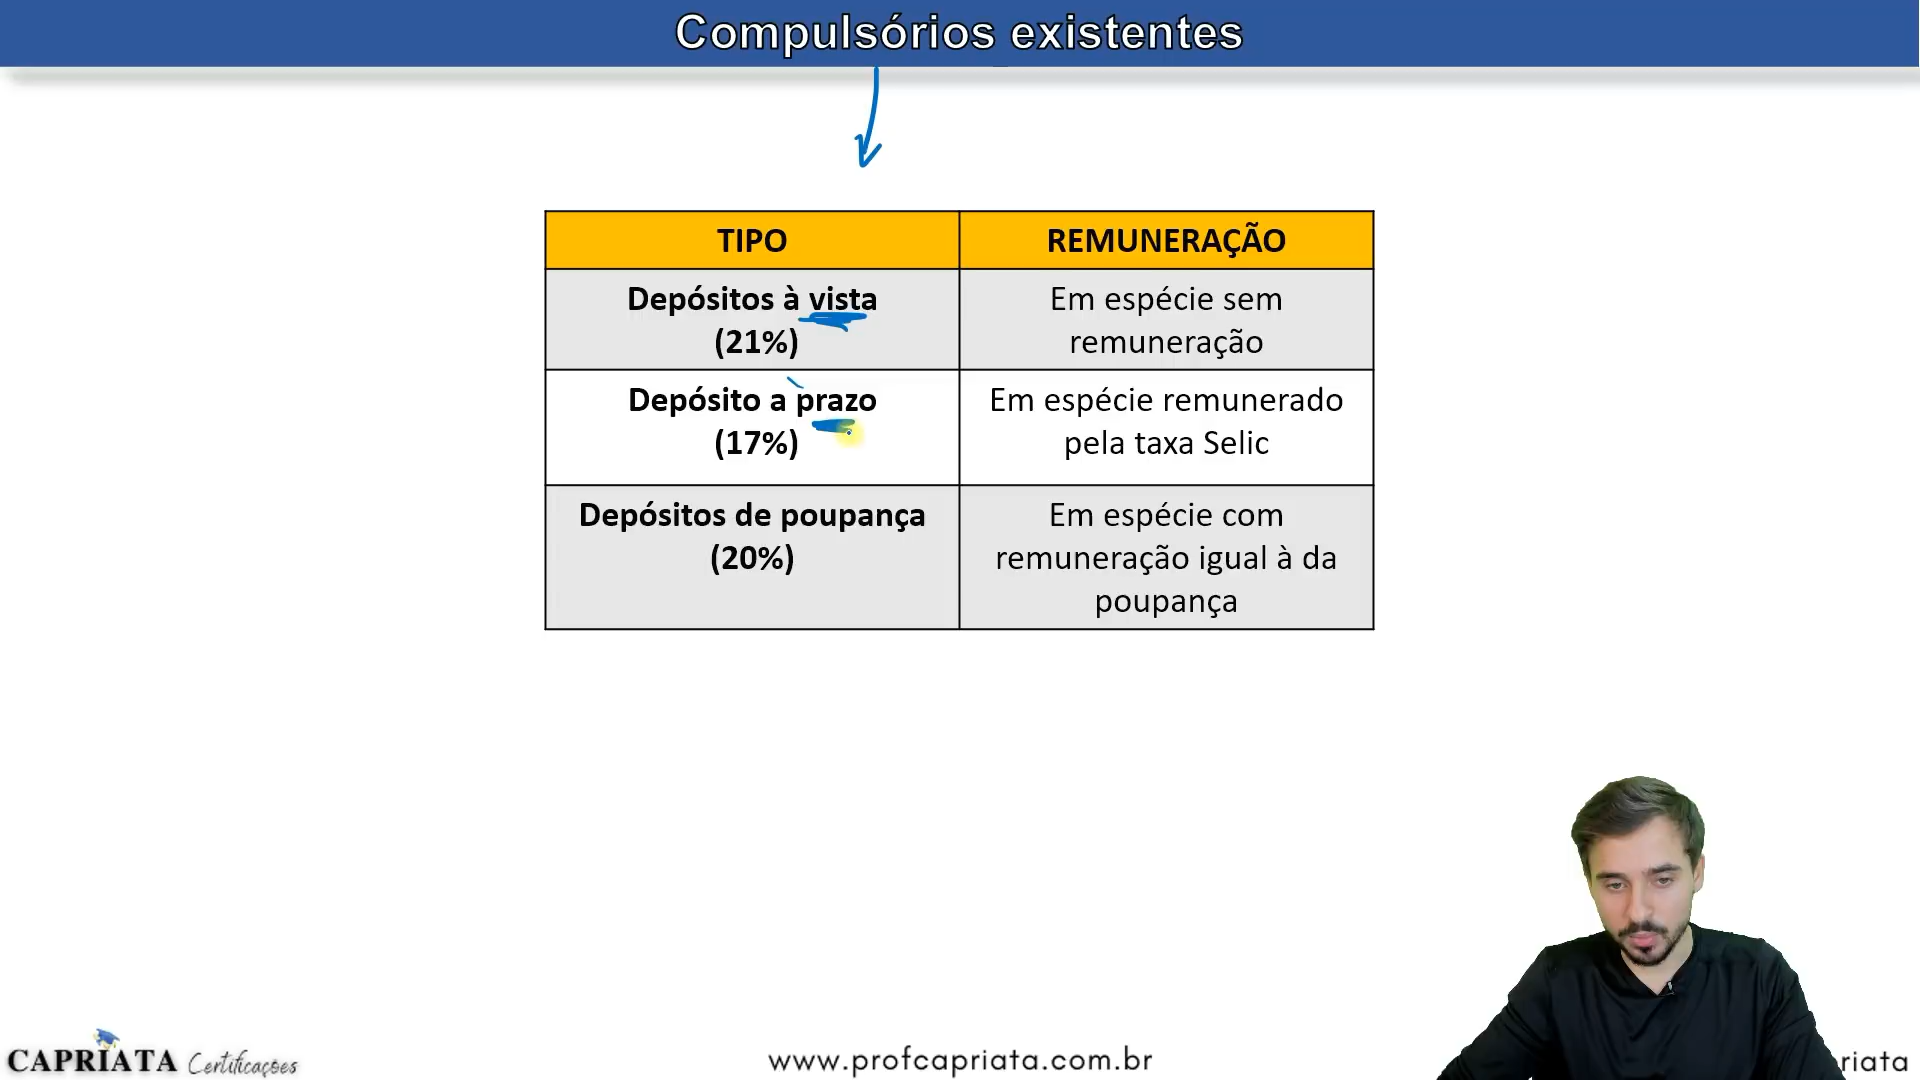 Compulsórios existentes
TIPO
REMUNERAÇÃO
Depósitos à vista
(21%)
Em espécie sem
remuneração
Depósito a prazo
(17%)
Em espécie remunerado
pela taxa Selic
Depósitos de poupança
(20%)
Em espécie com
remuneração igual à da
poupança
CAPRIATA Certificações
www.profcapriata.com.br
riata